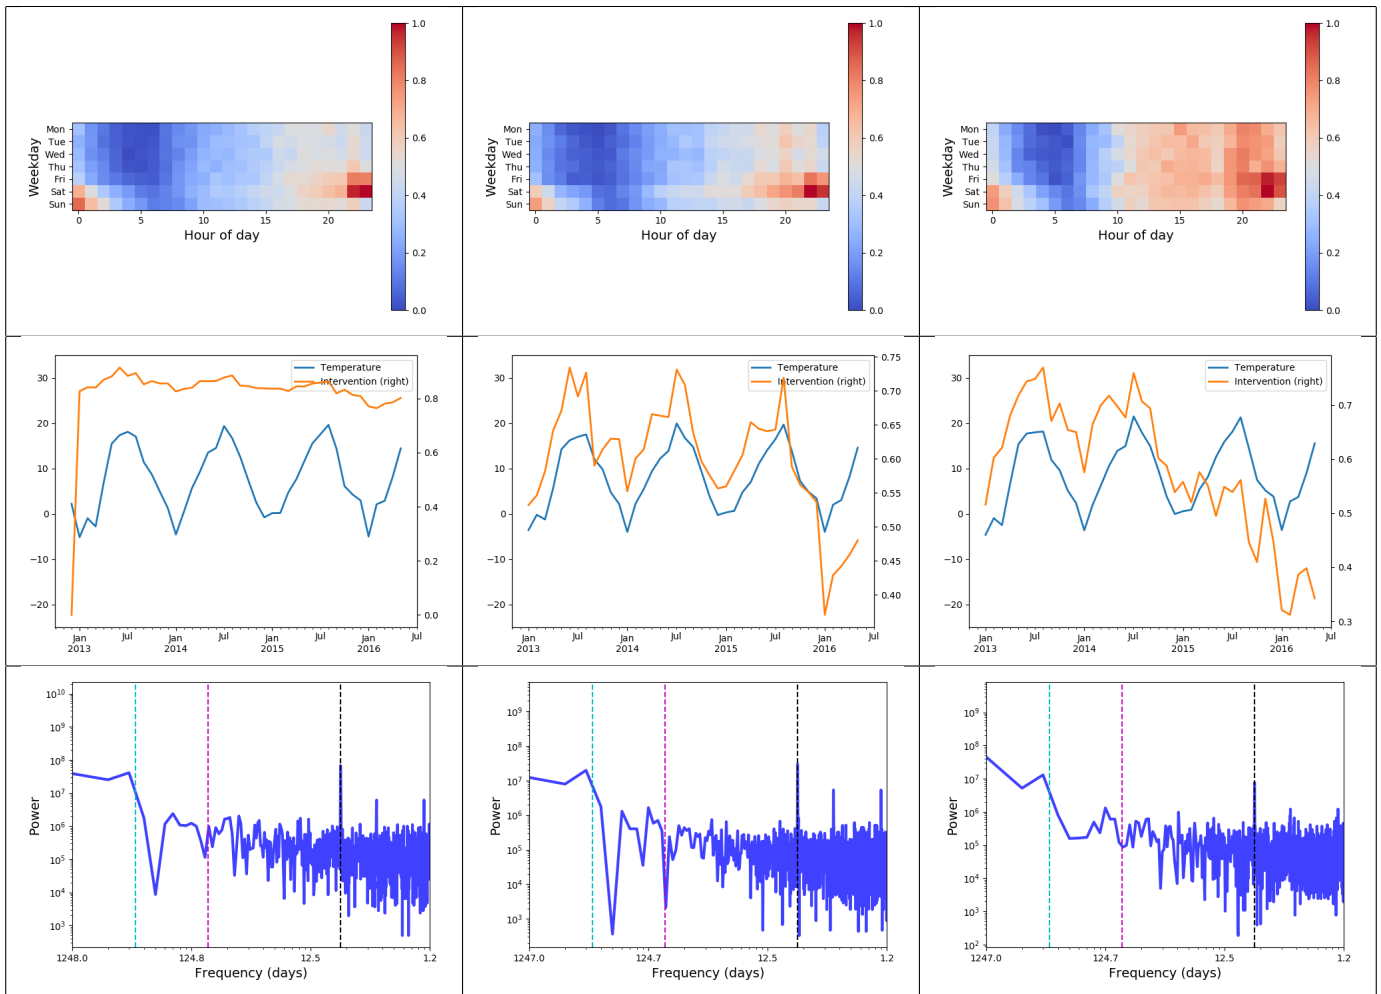 1.0
0.8
0.6
0.4
0.2
0.0
Mon
Tue
Wed
Thu
Fri
Sat
Sun
Weekday
0 5 10 15 20
Hour of day
1.0
0.8
0.6
0.4
0.2
0.0
Mon
Tue
Wed
Thu
Fri
Sat
Sun
Weekday
0 5 10 15 20
Hour of day
1.0
0.8
0.6
0.4
0.2
0.0
Mon
Tue
Wed
Thu
Fri
Sat
Sun
Weekday
0 5 10 15 20
Hour of day
Temperature
Intervention (right)
30
20
10
0
−10
−20
0.8
0.6
0.4
0.2
0.0
Jan Jul Jan Jul Jan Jul Jan Jul
2013 2014 2015 2016
Temperature
Intervention (right)
30
20
10
0
−10
−20
0.75
0.70
0.65
0.60
0.55
0.50
0.45
0.40
Jan Jul Jan Jul Jan Jul Jan Jul
2013 2014 2015 2016
Temperature
Intervention (right)
30
20
10
0
−10
−20
0.7
0.6
0.5
0.4
0.3
Jan Jul Jan Jul Jan Jul Jan Jul
2013 2014 2015 2016
10¹⁰
10⁹
10⁸
10⁷
10⁶
10⁵
10⁴
10³
Power
1248.0 124.8 12.5 1.2
Frequency (days)
10⁹
10⁸
10⁷
10⁶
10⁵
10⁴
10³
Power
1247.0 124.7 12.5 1.2
Frequency (days)
10⁹
10⁸
10⁷
10⁶
10⁵
10⁴
10³
10²
Power
1247.0 124.7 12.5 1.2
Frequency (days)